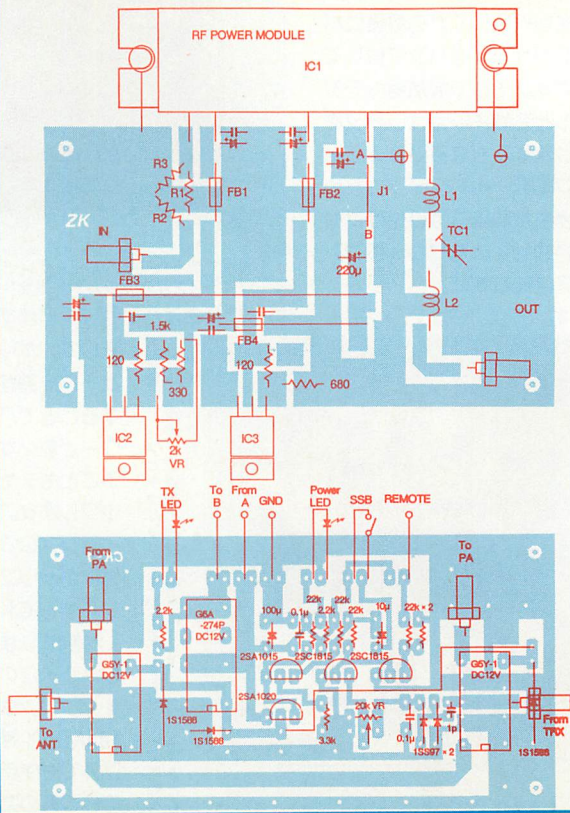 RF POWER MODULE
IC1
R3
R1
R2
FB1
FB2
A
J1
B
L1
TC1
L2
ZK
IN
FB3
220μ
OUT
1.5k
120
330
FB4
120
680
IC2
2k
VR
IC3
TX
LED
To
B
From
A
GND
Power
LED
SSB
REMOTE
From
PA
To
PA
2.2k
G6A
-274P
DC12V
100μ
0.1μ
22k
2.2k
22k
22k
10μ
22k × 2
2SA1015
2SC1815
2SC1815
G5Y-1
DC12V
G5Y-1
DC12V
2SA1020
20k VR
To
ANT
1S1588
1S1588
3.3k
0.1μ
1SS97 × 2
1p
1S1588
From
TRX